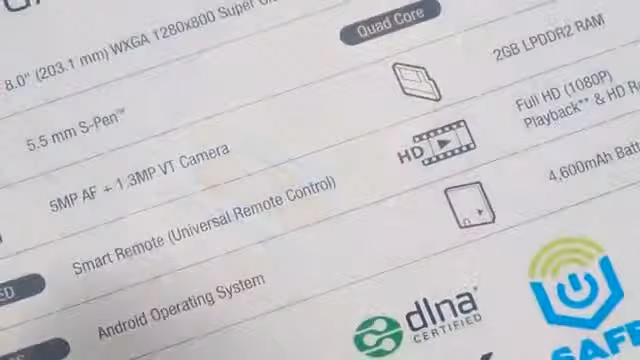 8.0" (203.1 mm) WXGA 1280x800 Super
5.5 mm S-Pen™
5MP AF + 1.3MP VT Camera
Smart Remote (Universal Remote Control)
Android Operating System
Quad Core
2GB LPDDR2 RAM
Full HD (1080P)
Playback** & HD
HD
4,600mAh
dlna
CERTIFIED
SAFE